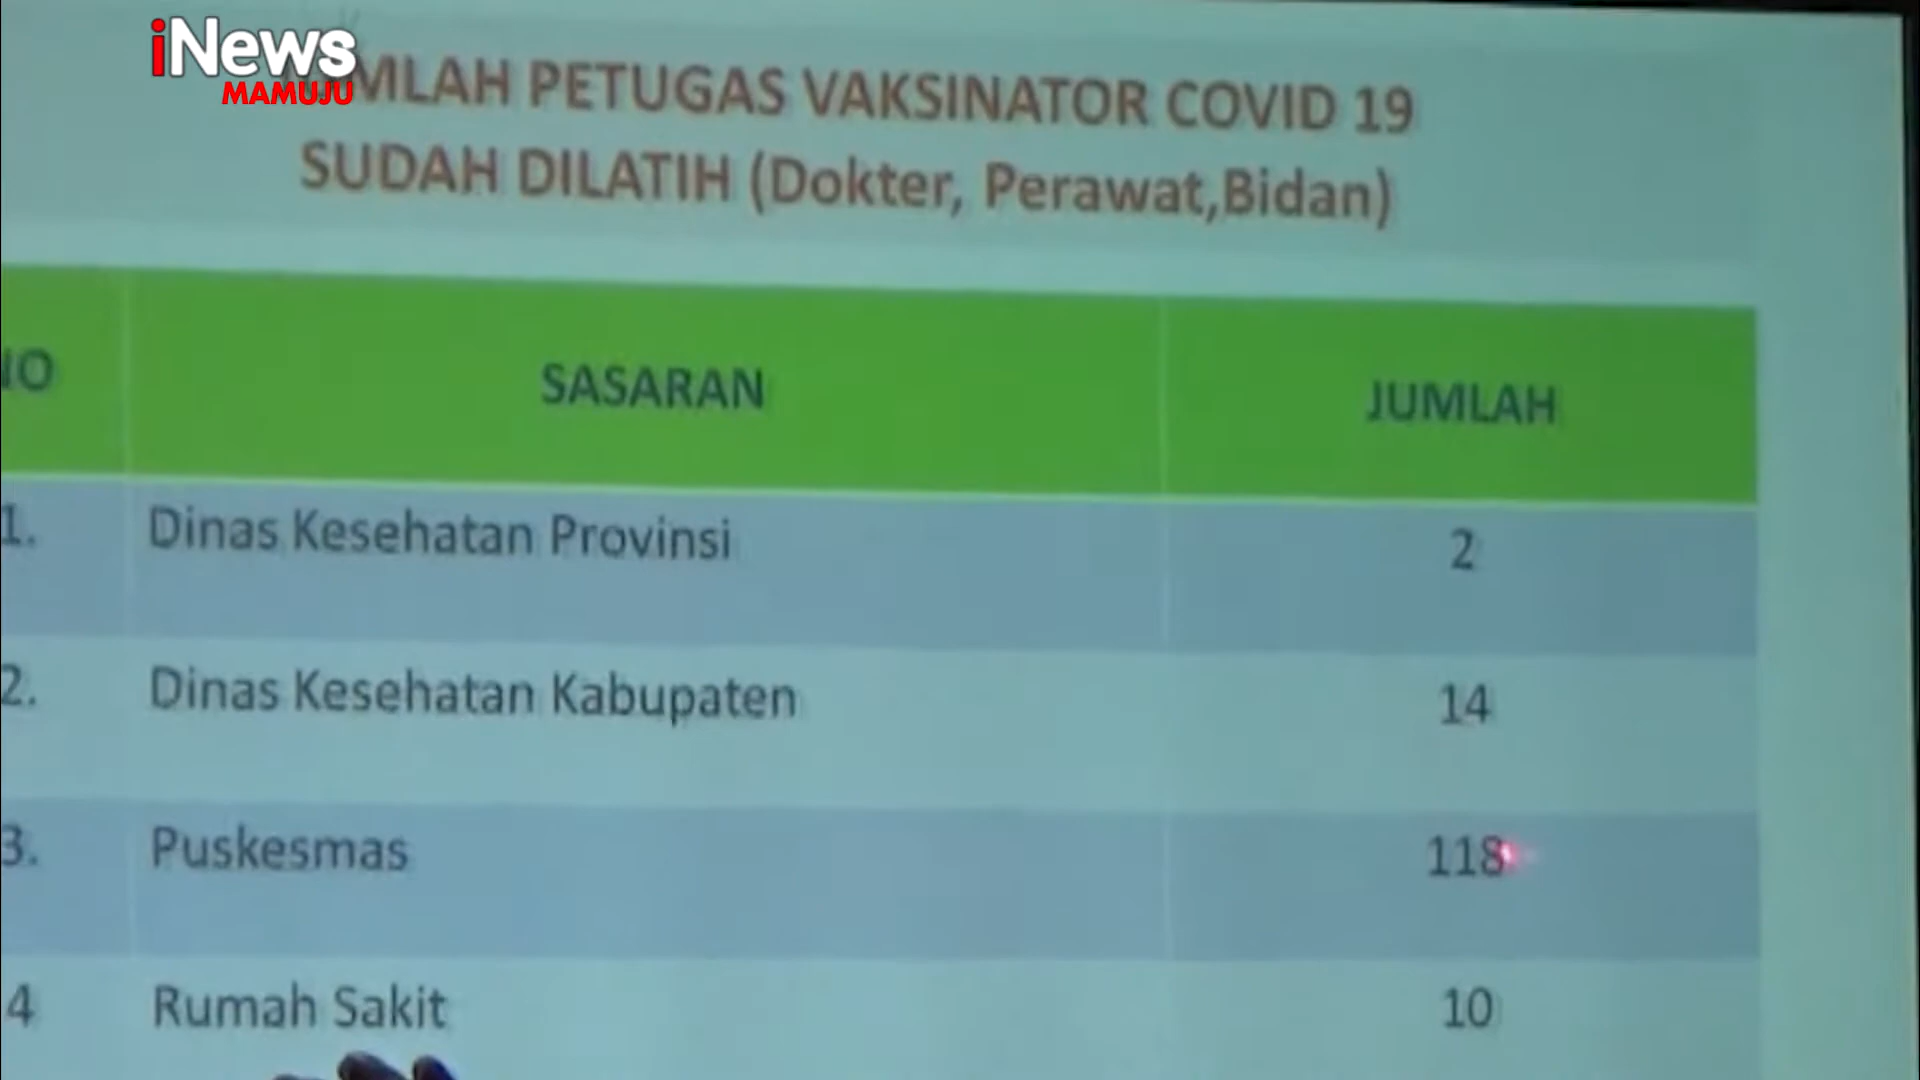 iNews
MAMUJU
MLAH PETUGAS VAKSINATOR COVID 19
SUDAH DILATIH (Dokter, Perawat,Bidan)
NO SASARAN JUMLAH
1. Dinas Kesehatan Provinsi 2
2. Dinas Kesehatan Kabupaten 14
3. Puskesmas 118
4 Rumah Sakit 10